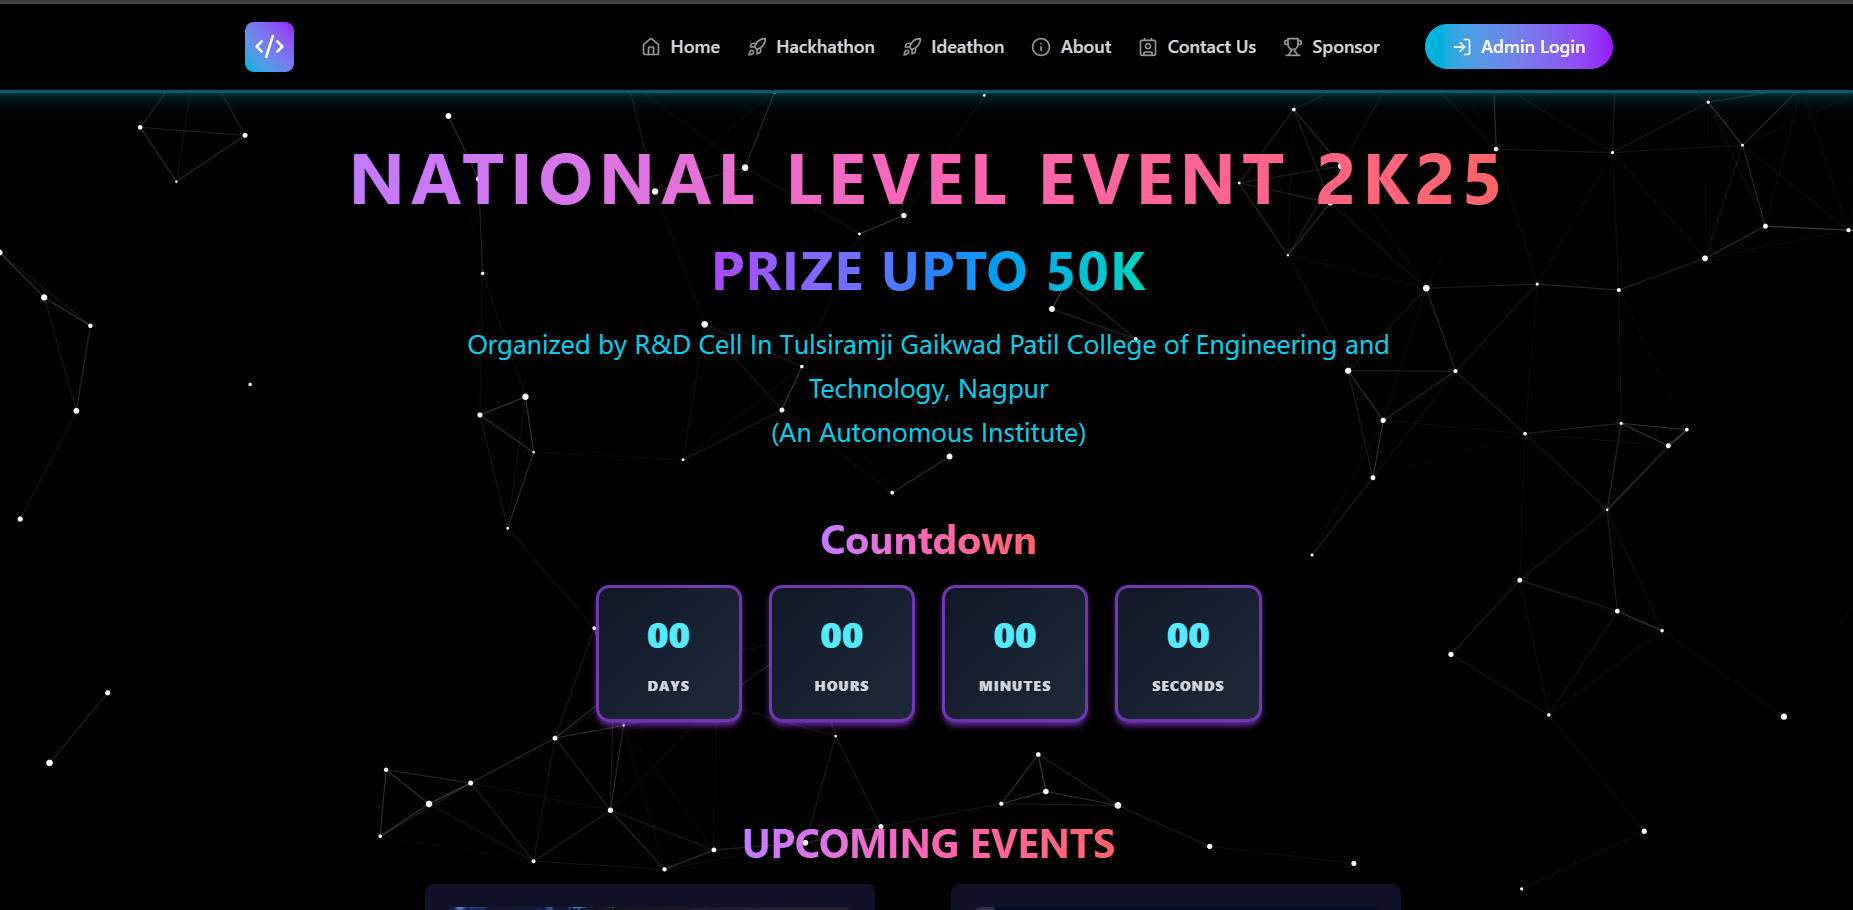 </>
Home
Hackhathon
Ideathon
About
Contact Us
Sponsor
Admin Login
NATIONAL LEVEL EVENT 2K25
PRIZE UPTO 50K
Organized by R&D Cell In Tulsiramji Gaikwad Patil College of Engineering and
Technology, Nagpur
(An Autonomous Institute)
Countdown
00
DAYS
00
HOURS
00
MINUTES
00
SECONDS
UPCOMING EVENTS